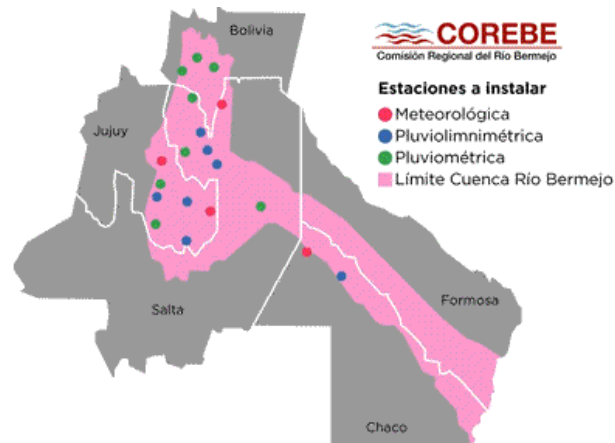 Bolivia
COREBE
Comisión Regional del Río Bermejo
Estaciones a instalar
Meteorológica
Pluviolimnimétrica
Pluviométrica
Límite Cuenca Río Bermejo
Jujuy
Salta
Formosa
Chaco